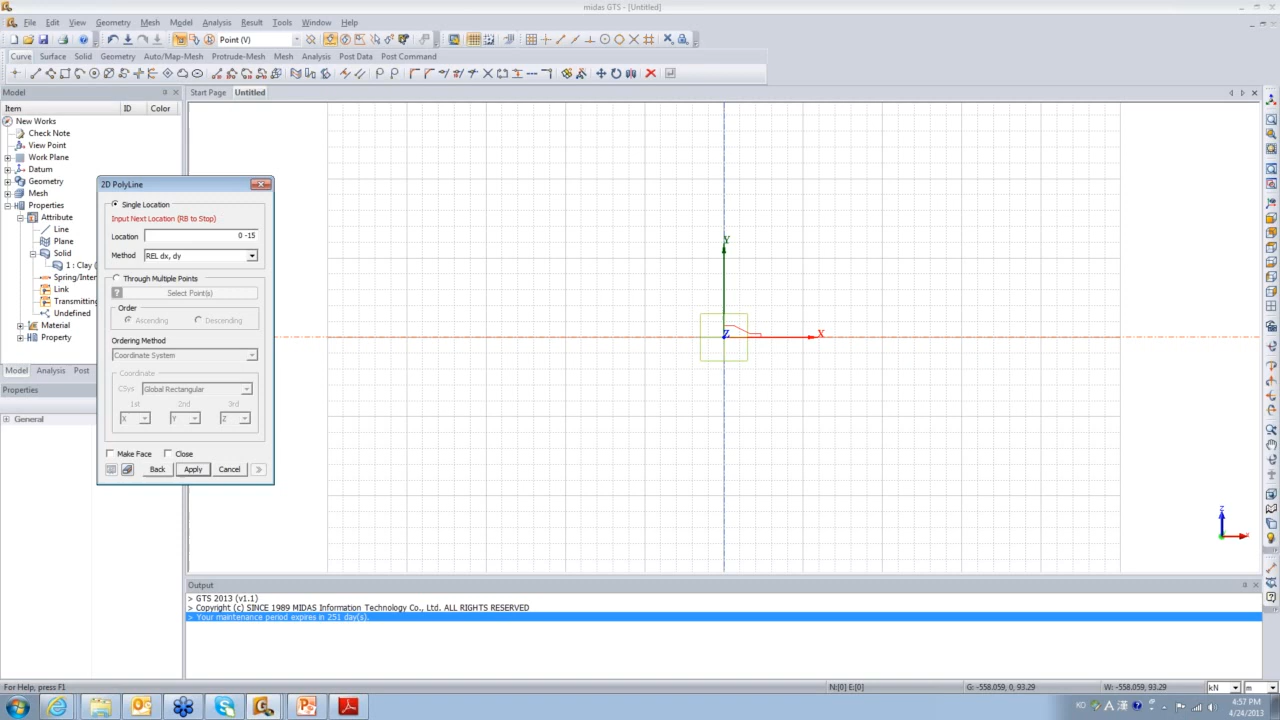 midas GTS - [Untitled]
File Edit View Geometry Mesh Model Analysis Result Tools Window Help
Point (V)
Curve Surface Solid Geometry Auto/Map-Mesh Protrude-Mesh Mesh Analysis Post Data Post Command
Model
Start Page Untitled
Item ID Color
New Works
Check Note
View Point
Work Plane
Datum
Geometry
Mesh
Properties
Attribute
Line
Plane
Solid
1 : Clay (
Spring/Inter
Link
Transmitting
Undefined
Material
Property
Model Analysis Post
Properties
General
2D PolyLine
Single Location
Input Next Location (RB to Stop)
Location 0 -15
Method REL dx, dy
Through Multiple Points
? Select Point(s)
Order
Ascending Descending
Ordering Method
Coordinate System
Coordinate
CSys Global Rectangular
1st 2nd 3rd
X Y Z
Make Face Close
Back Apply Cancel >>
Y
Z X
Z
x
Output
> GTS 2013 (v1.1)
> Copyright (c) SINCE 1989 MIDAS Information Technology Co., Ltd. ALL RIGHTS RESERVED
> Your maintenance period expires in 251 day(s).
For Help, press F1 N:[0] E:[0] G: -558.059, 0, 93.29 W: -558.059, 93.29 kN m
KO A 漢 4:57 PM
4/24/2013